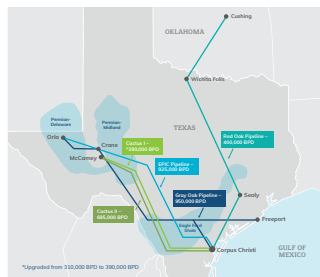 Cushing
OKLAHOMA
Wichita Falls
Permian-
Delaware
Permian-
Midland
TEXAS
Orla
Crane
McCamey
Cactus I –
*390,000 BPD
Red Oak Pipeline –
400,000 BPD
EPIC Pipeline –
925,000 BPD
Gray Oak Pipeline –
950,000 BPD
Cactus II –
685,000 BPD
Sealy
Freeport
Eagle Ford
Shale
Corpus Christi
GULF OF
MEXICO
*Upgraded from 310,000 BPD to 390,000 BPD